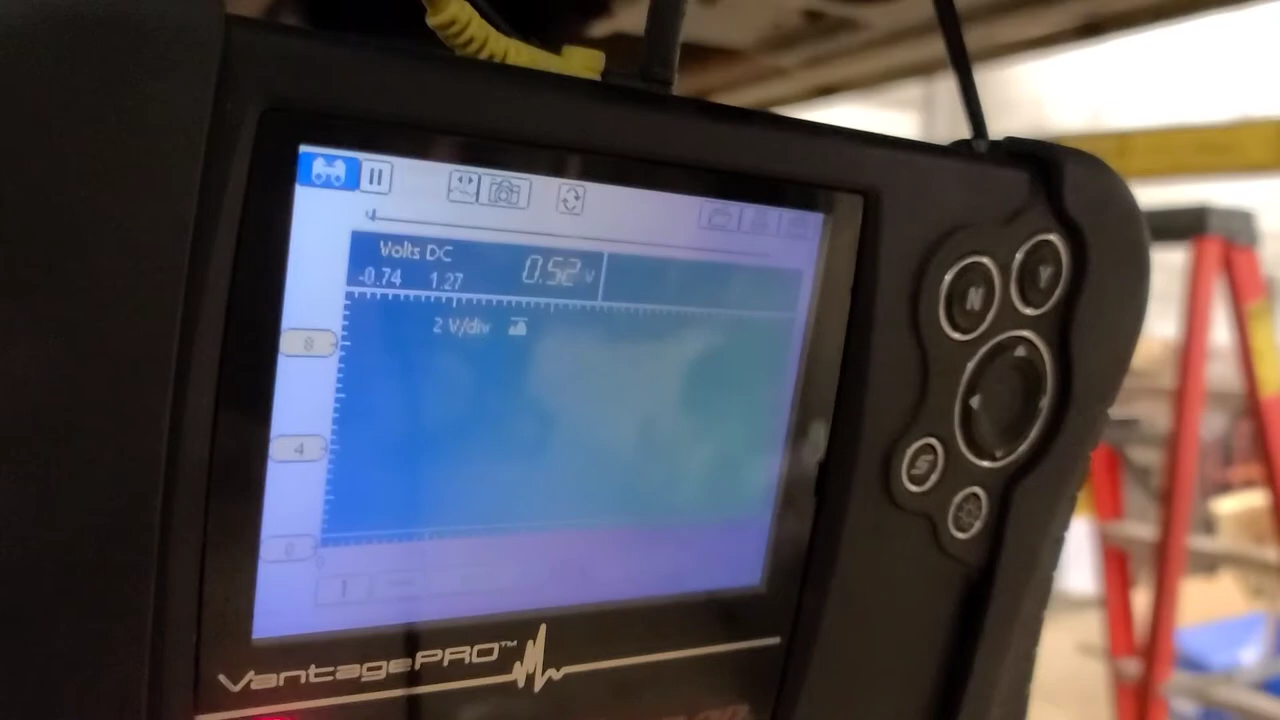 Volts DC
-0.74 1.27 0.52 V
2 V/div
8
4
0
N
Y
S
VantagePRO™